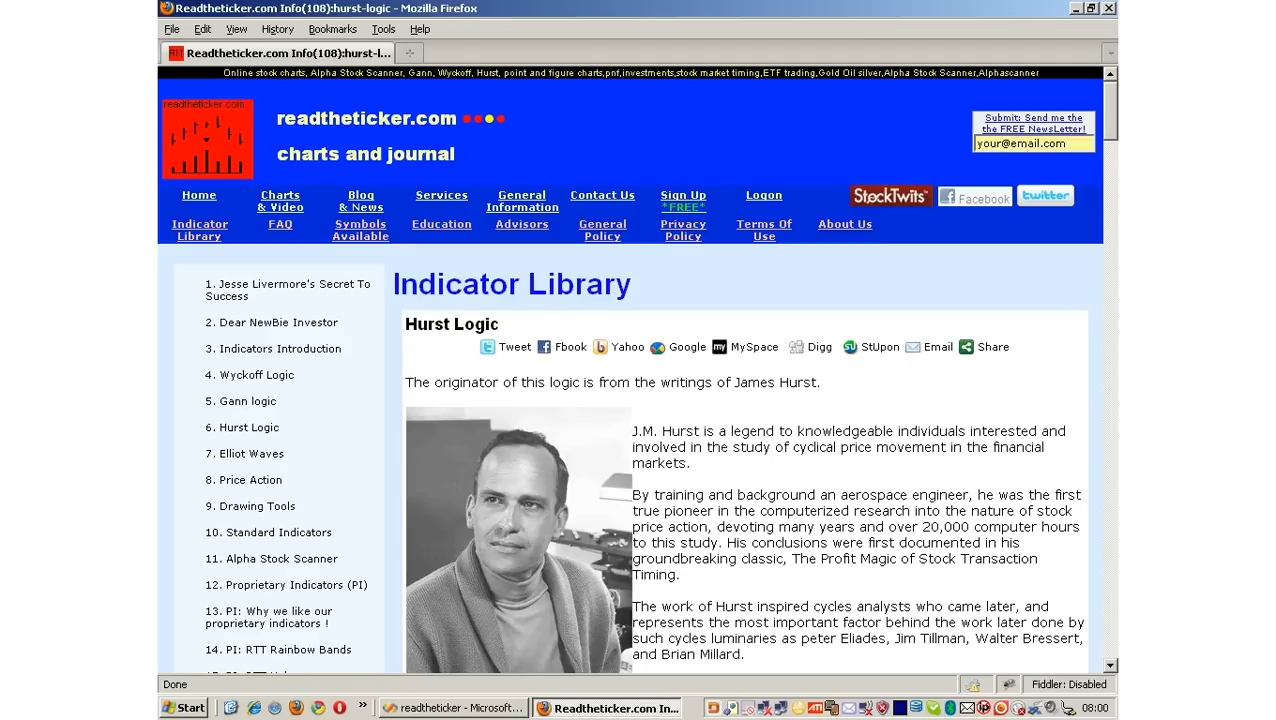 Readtheticker.com Info(108):hurst-logic - Mozilla Firefox
File Edit View History Bookmarks Tools Help
Readtheticker.com Info(108):hurst-l...
Online stock charts, Alpha Stock Scanner, Gann, Wyckoff, Hurst, point and figure charts,pnf,investments,stock market timing,ETF trading,Gold Oil silver,Alpha Stock Scanner,Alphascanner
readtheticker.com
readtheticker.com
charts and journal
Submit: Send me the
the FREE NewsLetter!
your@email.com
Home Charts & Video Blog & News Services General Information Contact Us Sign Up *FREE* Logon
StockTwits Facebook twitter
Indicator Library FAQ Symbols Available Education Advisors General Policy Privacy Policy Terms Of Use About Us
1. Jesse Livermore's Secret To
Success
2. Dear NewBie Investor
3. Indicators Introduction
4. Wyckoff Logic
5. Gann logic
6. Hurst Logic
7. Elliot Waves
8. Price Action
9. Drawing Tools
10. Standard Indicators
11. Alpha Stock Scanner
12. Proprietary Indicators (PI)
13. PI: Why we like our
proprietary indicators !
14. PI: RTT Rainbow Bands
Indicator Library
Hurst Logic
Tweet Fbook Yahoo Google MySpace Digg StUpon Email Share
The originator of this logic is from the writings of James Hurst.
J.M. Hurst is a legend to knowledgeable individuals interested and
involved in the study of cyclical price movement in the financial
markets.
By training and background an aerospace engineer, he was the first
true pioneer in the computerized research into the nature of stock
price action, devoting many years and over 20,000 computer hours
to this study. His conclusions were first documented in his
groundbreaking classic, The Profit Magic of Stock Transaction
Timing.
The work of Hurst inspired cycles analysts who came later, and
represents the most important factor behind the work later done by
such cycles luminaries as peter Eliades, Jim Tillman, Walter Bressert,
and Brian Millard.
Done Fiddler: Disabled
Start readtheticker - Microsoft... Readtheticker.com In... 08:00